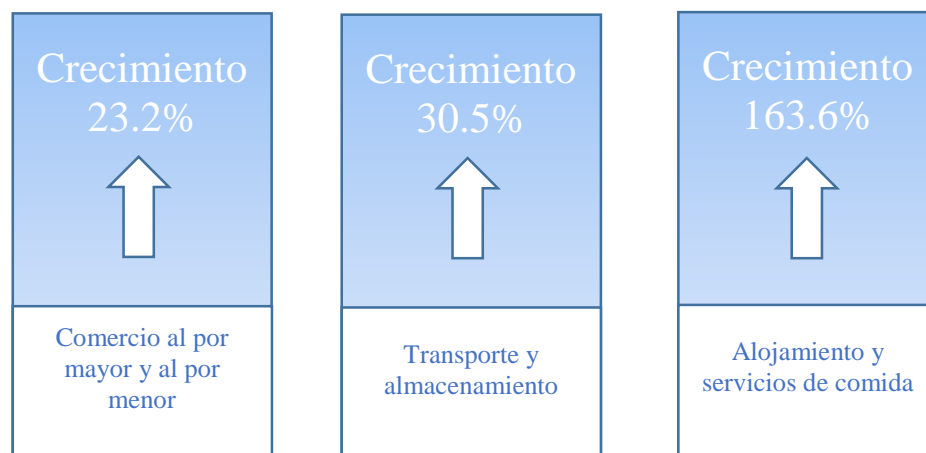 Crecimiento
23.2%
Comercio al por
mayor y al por
menor
Crecimiento
30.5%
Transporte y
almacenamiento
Crecimiento
163.6%
Alojamiento y
servicios de comida